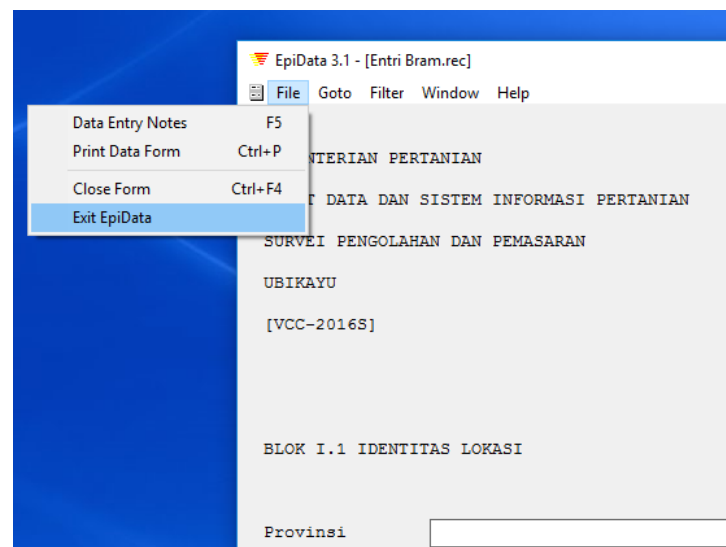 EpiData 3.1 - [Entri Bram.rec]
File Goto Filter Window Help
Data Entry Notes F5
Print Data Form Ctrl+P
Close Form Ctrl+F4
Exit EpiData
NTERIAN PERTANIAN
DATA DAN SISTEM INFORMASI PERTANIAN
SURVEI PENGOLAHAN DAN PEMASARAN
UBIKAYU
[VCC-2016S]
BLOK I.1 IDENTITAS LOKASI
Provinsi